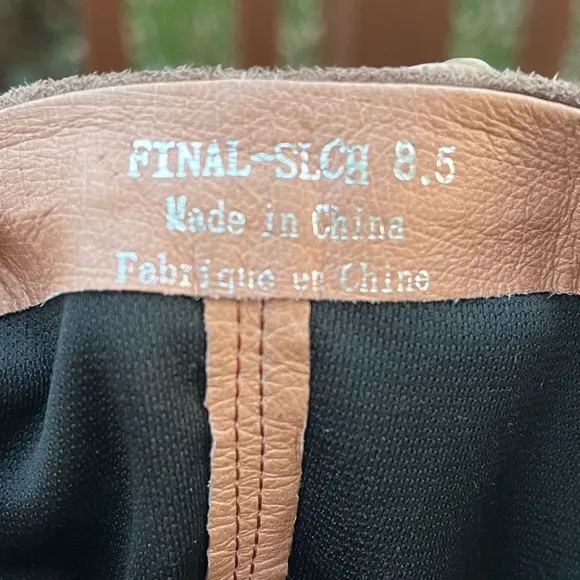 FINAL-SLCH 8.5
Made in China
Fabrique en Chine